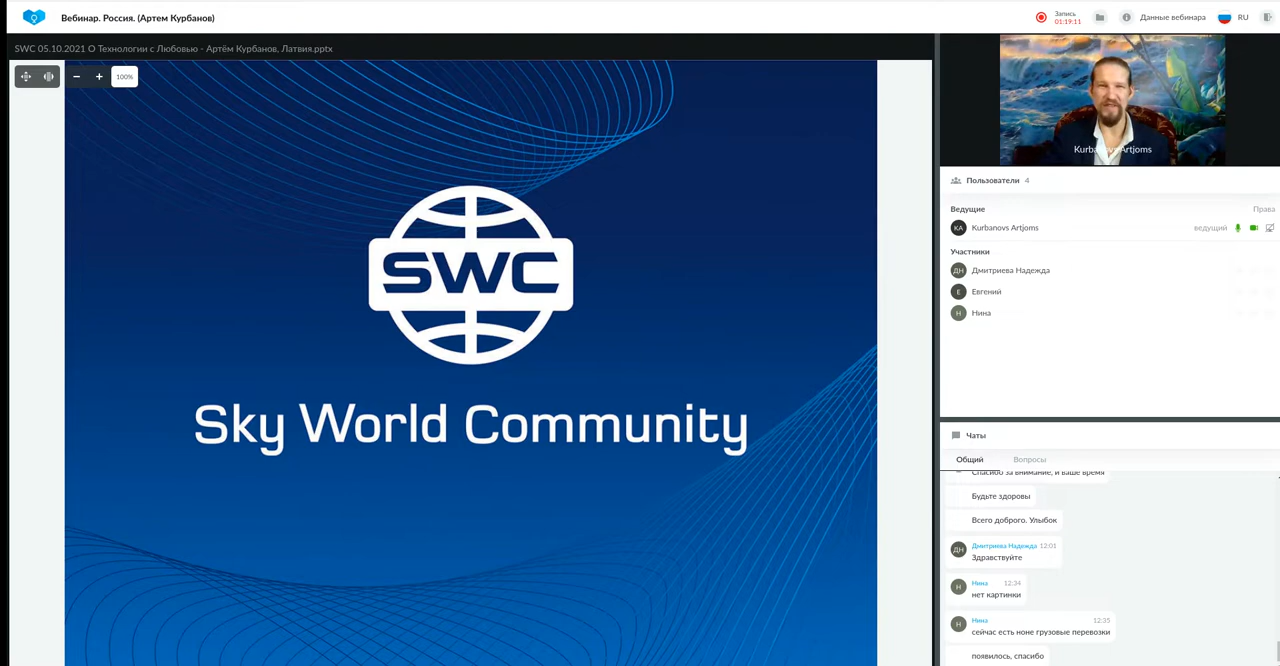 Вебинар. Россия. (Артем Курбанов)
Запись
01:19:11
Данные вебинара
RU
SWC 05.10.2021 О Технологии с Любовью - Артём Курбанов, Латвия.pptx
100%
SWC
Sky World Community
Kurbanovs Artjoms
Пользователи 4
Ведущие
Права
KA
Kurbanovs Artjoms
ведущий
Участники
ДН
Дмитриева Надежда
Е
Евгений
Н
Нина
Чаты
Общий
Вопросы
Спасибо за внимание, и ваше время
Будьте здоровы
Всего доброго. Улыбок
ДН
Дмитриева Надежда 12:01
Здравствуйте
Н
Нина 12:34
нет картинки
Н
Нина 12:35
сейчас есть ноне грузовые перевозки
появилось, спасибо